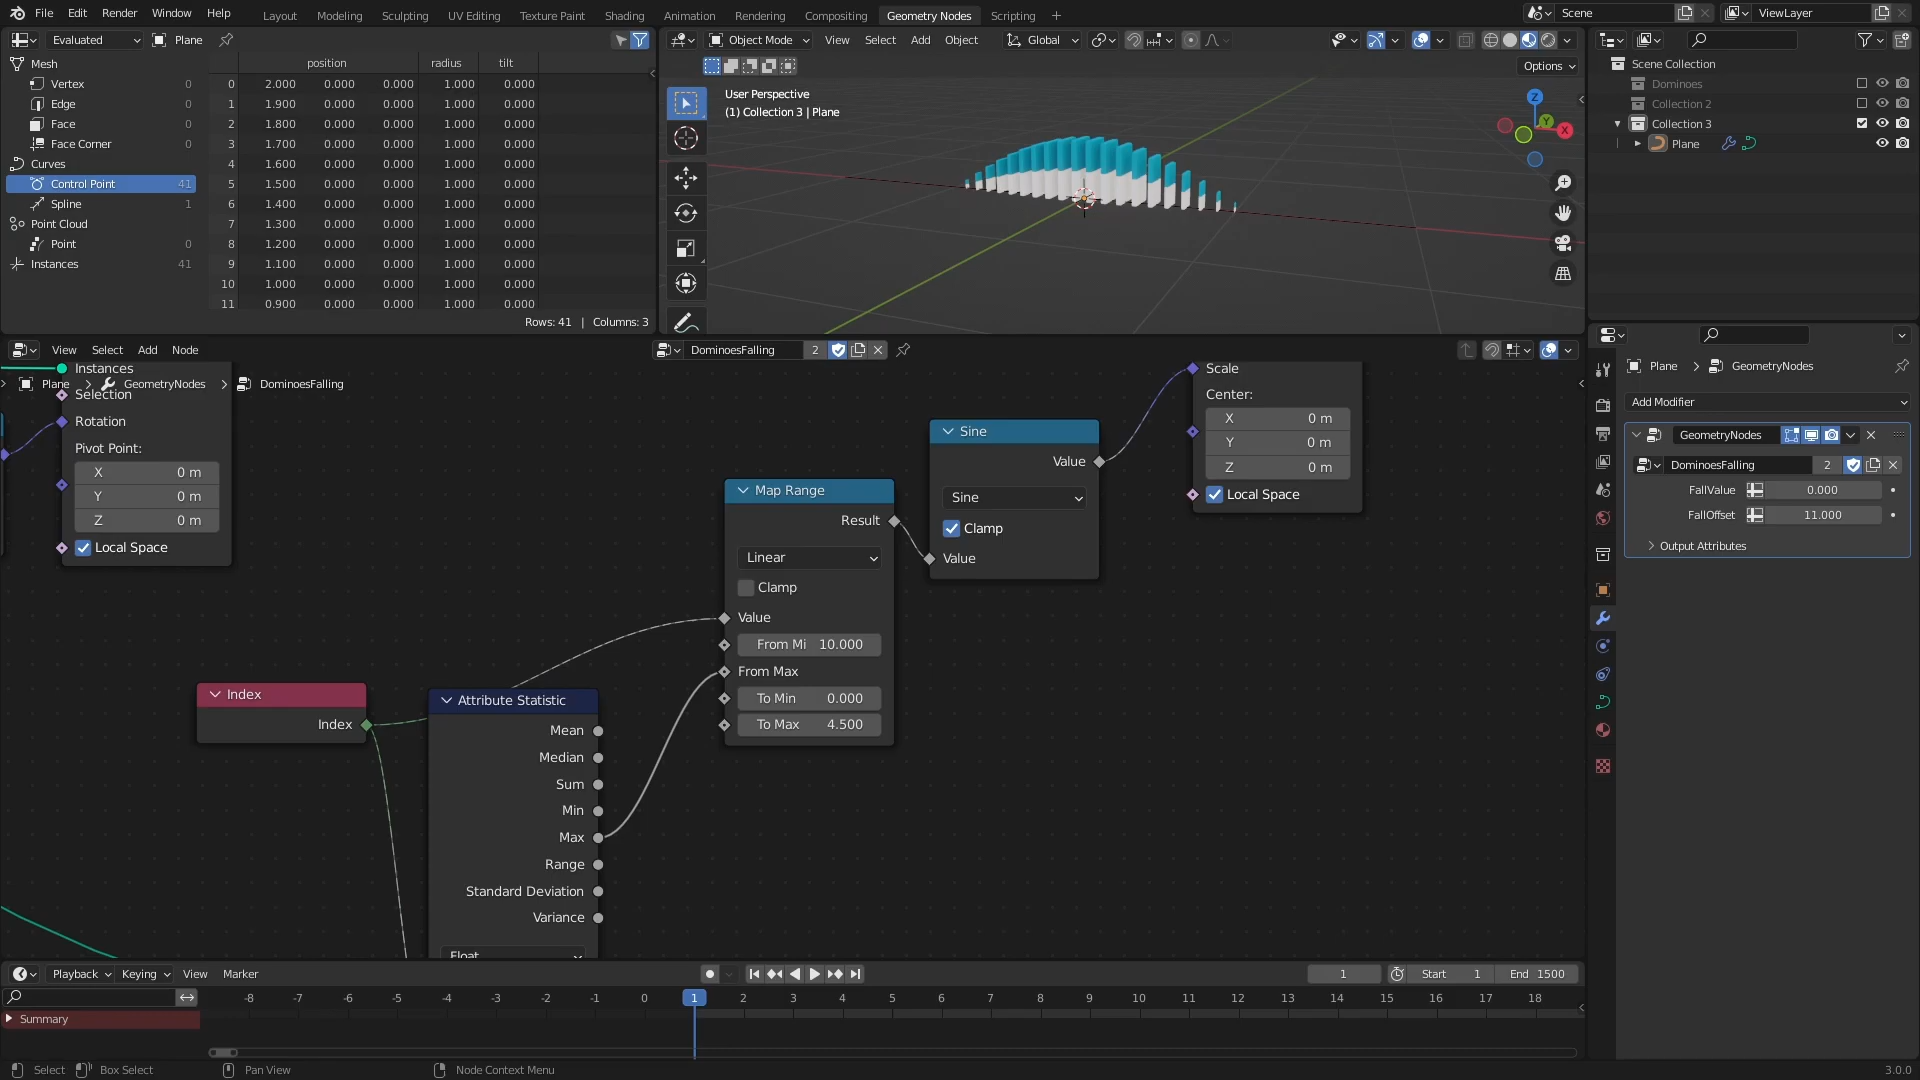 File Edit Render Window Help
Layout Modeling Sculpting UV Editing Texture Paint Shading Animation Rendering Compositing Geometry Nodes Scripting +
Scene
ViewLayer
Evaluated Plane
position radius tilt
Mesh
Vertex 0
Edge 0
Face 0
Face Corner 0
Curves
Control Point 41
Spline 1
Point Cloud
Point 0
Instances 41
0 2.000 0.000 0.000 1.000 0.000
1 1.900 0.000 0.000 1.000 0.000
2 1.800 0.000 0.000 1.000 0.000
3 1.700 0.000 0.000 1.000 0.000
4 1.600 0.000 0.000 1.000 0.000
5 1.500 0.000 0.000 1.000 0.000
6 1.400 0.000 0.000 1.000 0.000
7 1.300 0.000 0.000 1.000 0.000
8 1.200 0.000 0.000 1.000 0.000
9 1.100 0.000 0.000 1.000 0.000
10 1.000 0.000 0.000 1.000 0.000
11 0.900 0.000 0.000 1.000 0.000
Rows: 41 | Columns: 3
Object Mode View Select Add Object Global
Options
User Perspective
(1) Collection 3 | Plane
Z
Y
X
Scene Collection
Dominoes
Collection 2
Collection 3
Plane
View Select Add Node
DominoesFalling 2
Plane GeometryNodes DominoesFalling
Instances
Selection
Rotation
Pivot Point:
X 0 m
Y 0 m
Z 0 m
Local Space
Index
Index
Attribute Statistic
Mean
Median
Sum
Min
Max
Range
Standard Deviation
Variance
Float
Map Range
Result
Linear
Clamp
Value
From Mi 10.000
From Max
To Min 0.000
To Max 4.500
Sine
Value
Sine
Clamp
Value
Scale
Center:
X 0 m
Y 0 m
Z 0 m
Local Space
Plane GeometryNodes
Add Modifier
GeometryNodes
DominoesFalling 2
FallValue 0.000
FallOffset 11.000
Output Attributes
Playback Keying View Marker
1 Start 1 End 1500
-8 -7 -6 -5 -4 -3 -2 -1 0 1 2 3 4 5 6 7 8 9 10 11 12 13 14 15 16 17 18
Summary
Select Box Select Pan View Node Context Menu 3.0.0